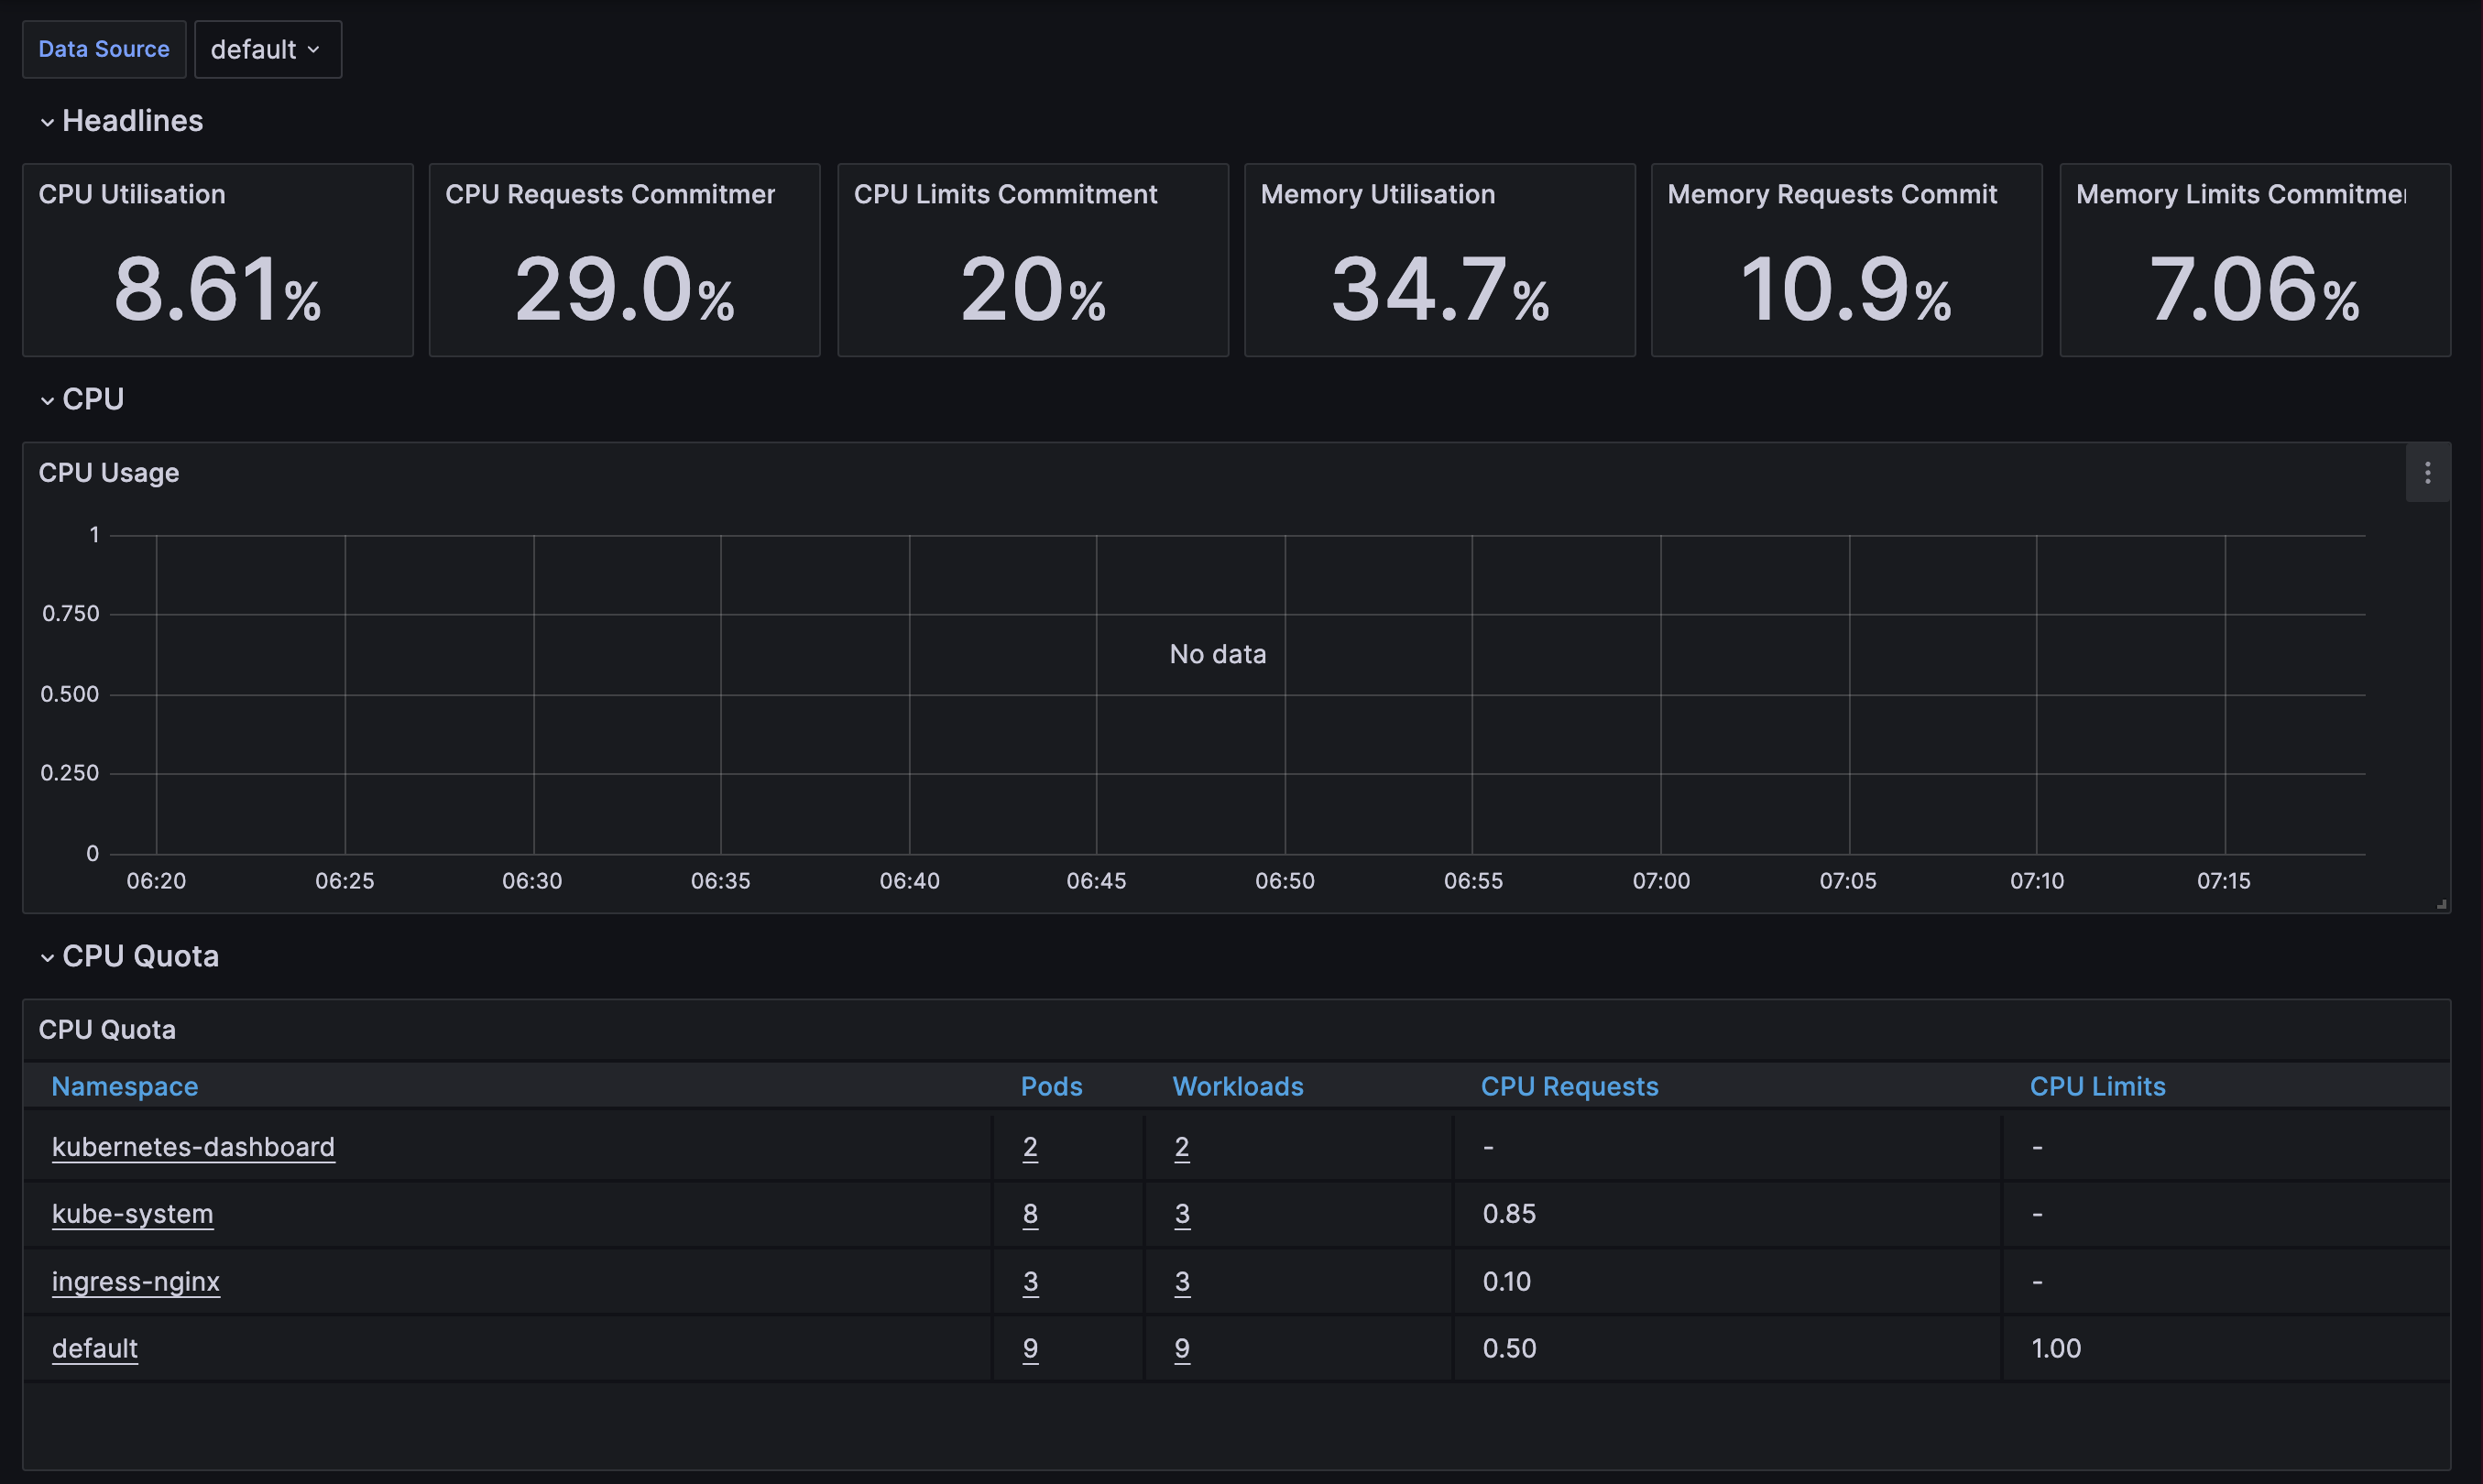 Data Source default
Headlines
CPU Utilisation CPU Requests Commitmer CPU Limits Commitment Memory Utilisation Memory Requests Commit Memory Limits Commitmer
8.61% 29.0% 20% 34.7% 10.9% 7.06%
CPU
CPU Usage
1
0.750
No data
0.500
0.250
0
06:20 06:25 06:30 06:35 06:40 06:45 06:50 06:55 07:00 07:05 07:10 07:15
CPU Quota
CPU Quota
Namespace Pods Workloads CPU Requests CPU Limits
kubernetes-dashboard 2 2 - -
kube-system 8 3 0.85 -
ingress-nginx 3 3 0.10 -
default 9 9 0.50 1.00